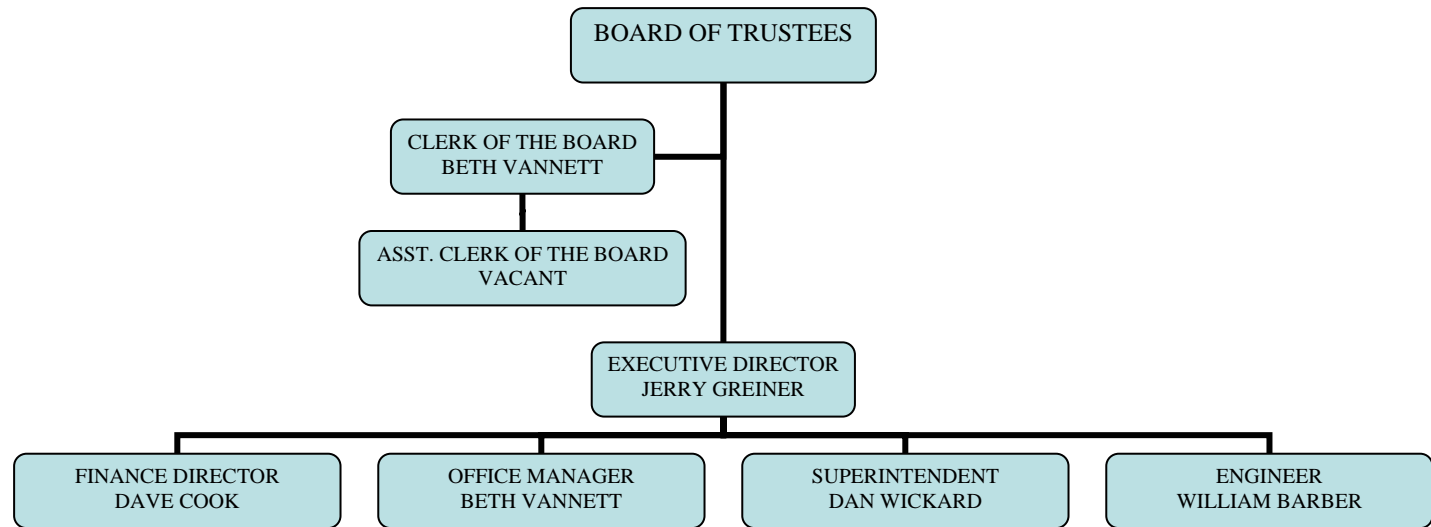 BOARD OF TRUSTEES
CLERK OF THE BOARD
BETH VANNETT
ASST. CLERK OF THE BOARD
VACANT
EXECUTIVE DIRECTOR
JERRY GREINER
FINANCE DIRECTOR
DAVE COOK
OFFICE MANAGER
BETH VANNETT
SUPERINTENDENT
DAN WICKARD
ENGINEER
WILLIAM BARBER